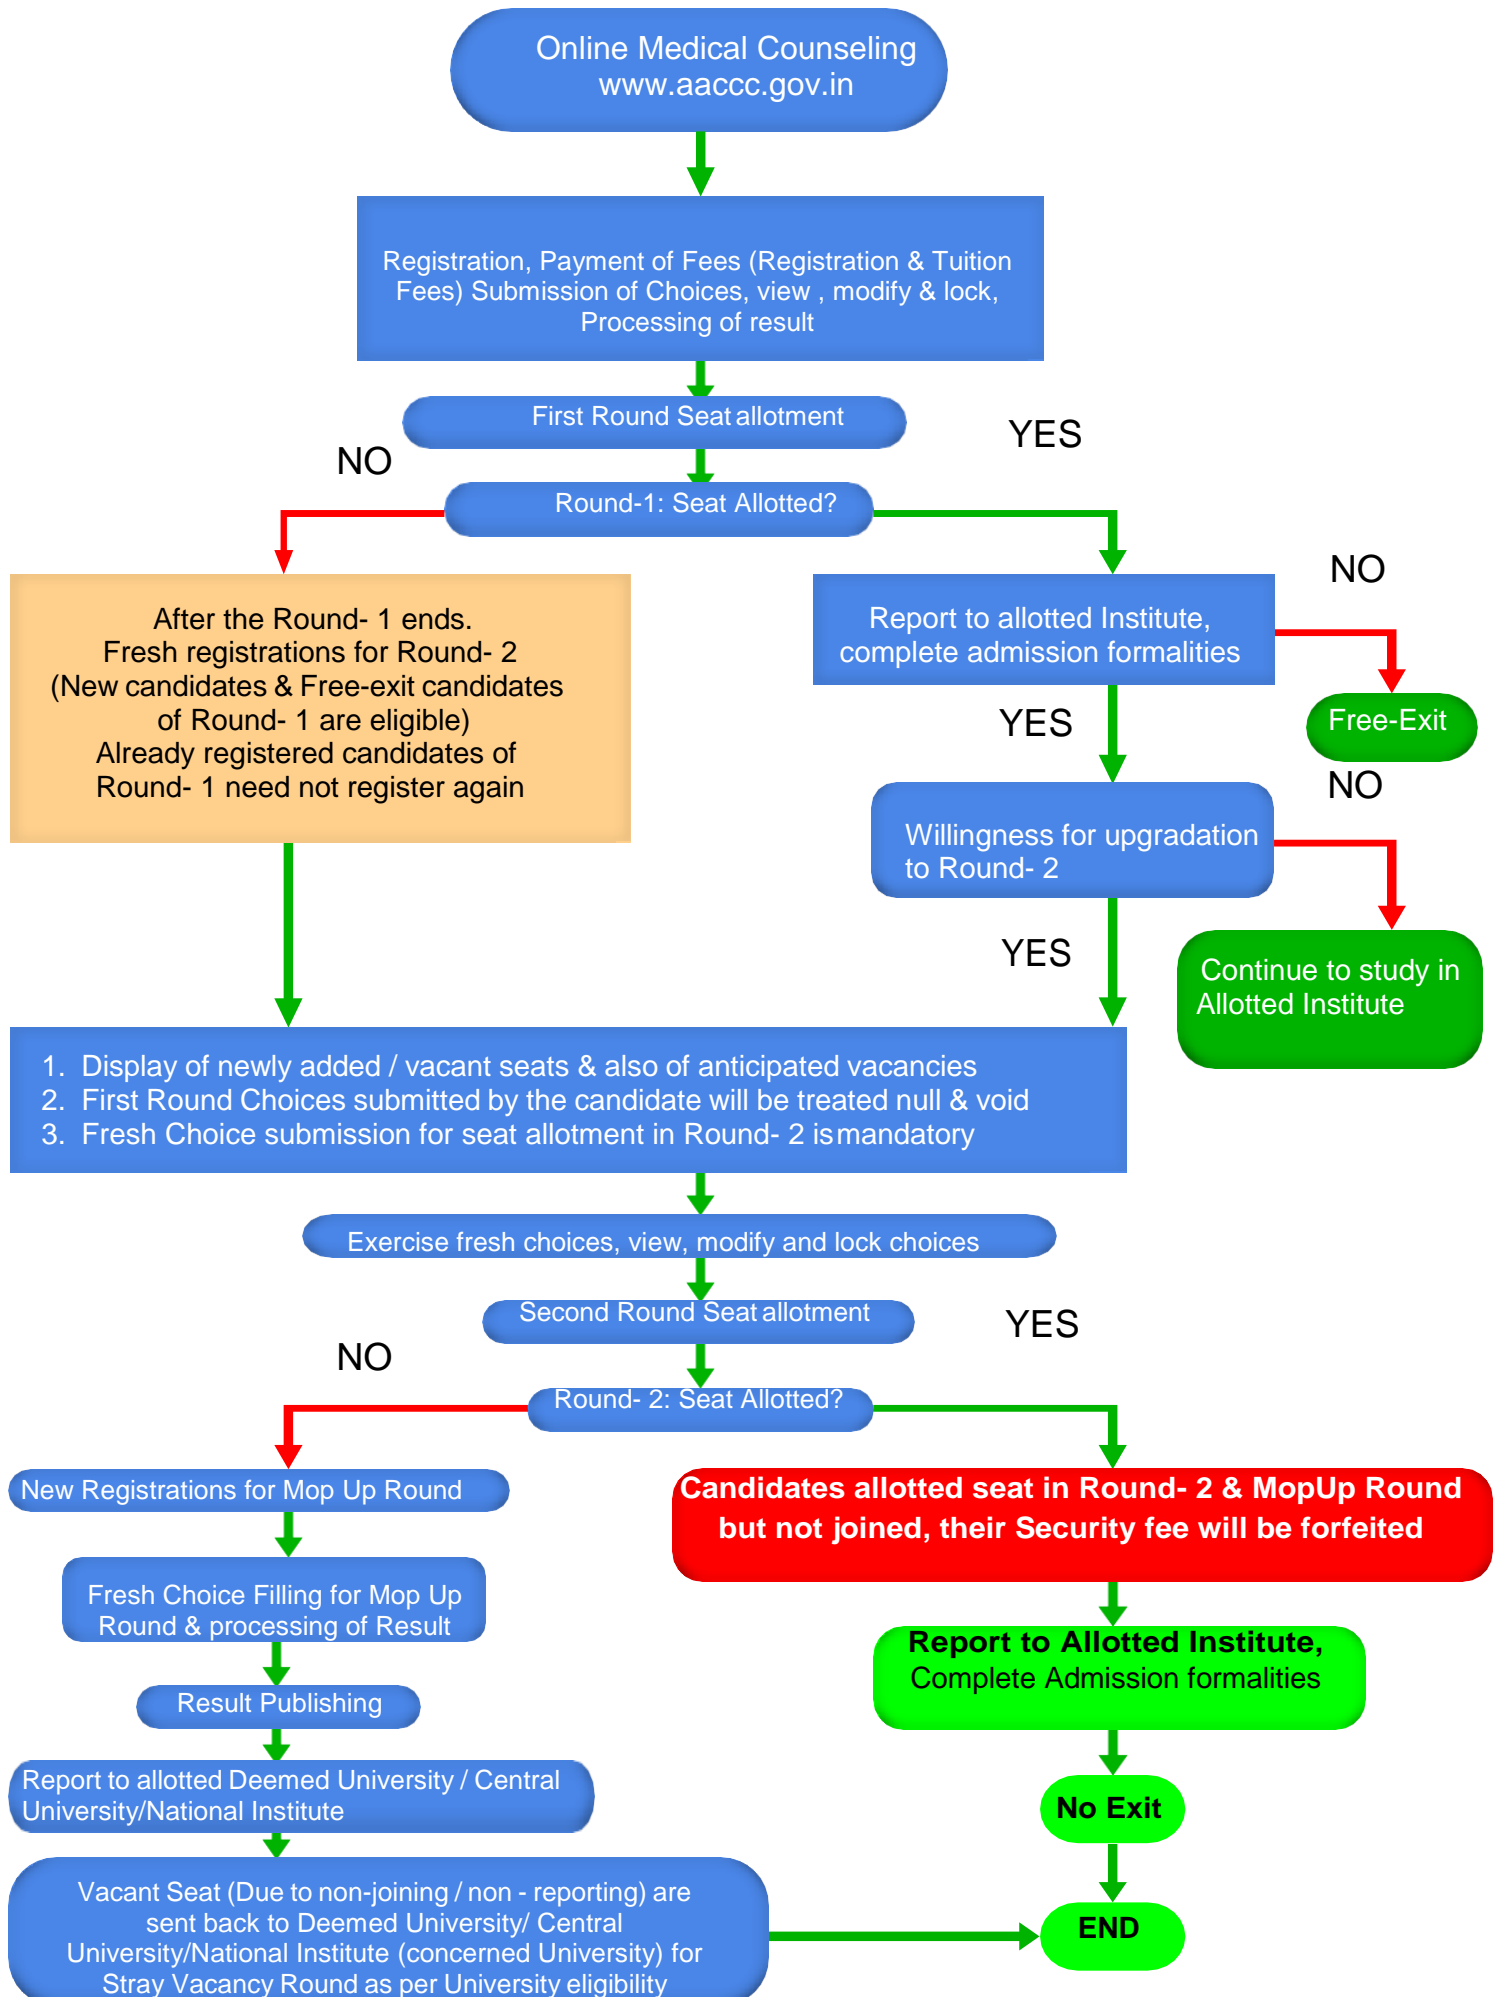 Online Medical Counseling
www.aaccc.gov.in
Registration, Payment of Fees (Registration & Tuition
Fees) Submission of Choices, view , modify & lock,
Processing of result
First Round Seat allotment
YES
NO
Round-1: Seat Allotted?
NO
After the Round- 1 ends.
Fresh registrations for Round- 2
(New candidates & Free-exit candidates
of Round- 1 are eligible)
Already registered candidates of
Round- 1 need not register again
Report to allotted Institute,
complete admission formalities
YES
Free-Exit
NO
Willingness for upgradation
to Round- 2
YES
Continue to study in
Allotted Institute
1. Display of newly added / vacant seats & also of anticipated vacancies
2. First Round Choices submitted by the candidate will be treated null & void
3. Fresh Choice submission for seat allotment in Round- 2 is mandatory
Exercise fresh choices, view, modify and lock choices
Second Round Seat allotment
YES
NO
Round- 2: Seat Allotted?
New Registrations for Mop Up Round
Candidates allotted seat in Round- 2 & MopUp Round
but not joined, their Security fee will be forfeited
Fresh Choice Filling for Mop Up
Round & processing of Result
Report to Allotted Institute,
Complete Admission formalities
Result Publishing
Report to allotted Deemed University / Central
University/National Institute
No Exit
Vacant Seat (Due to non-joining / non - reporting) are
sent back to Deemed University/ Central
University/National Institute (concerned University) for
Stray Vacancy Round as per University eligibility
END